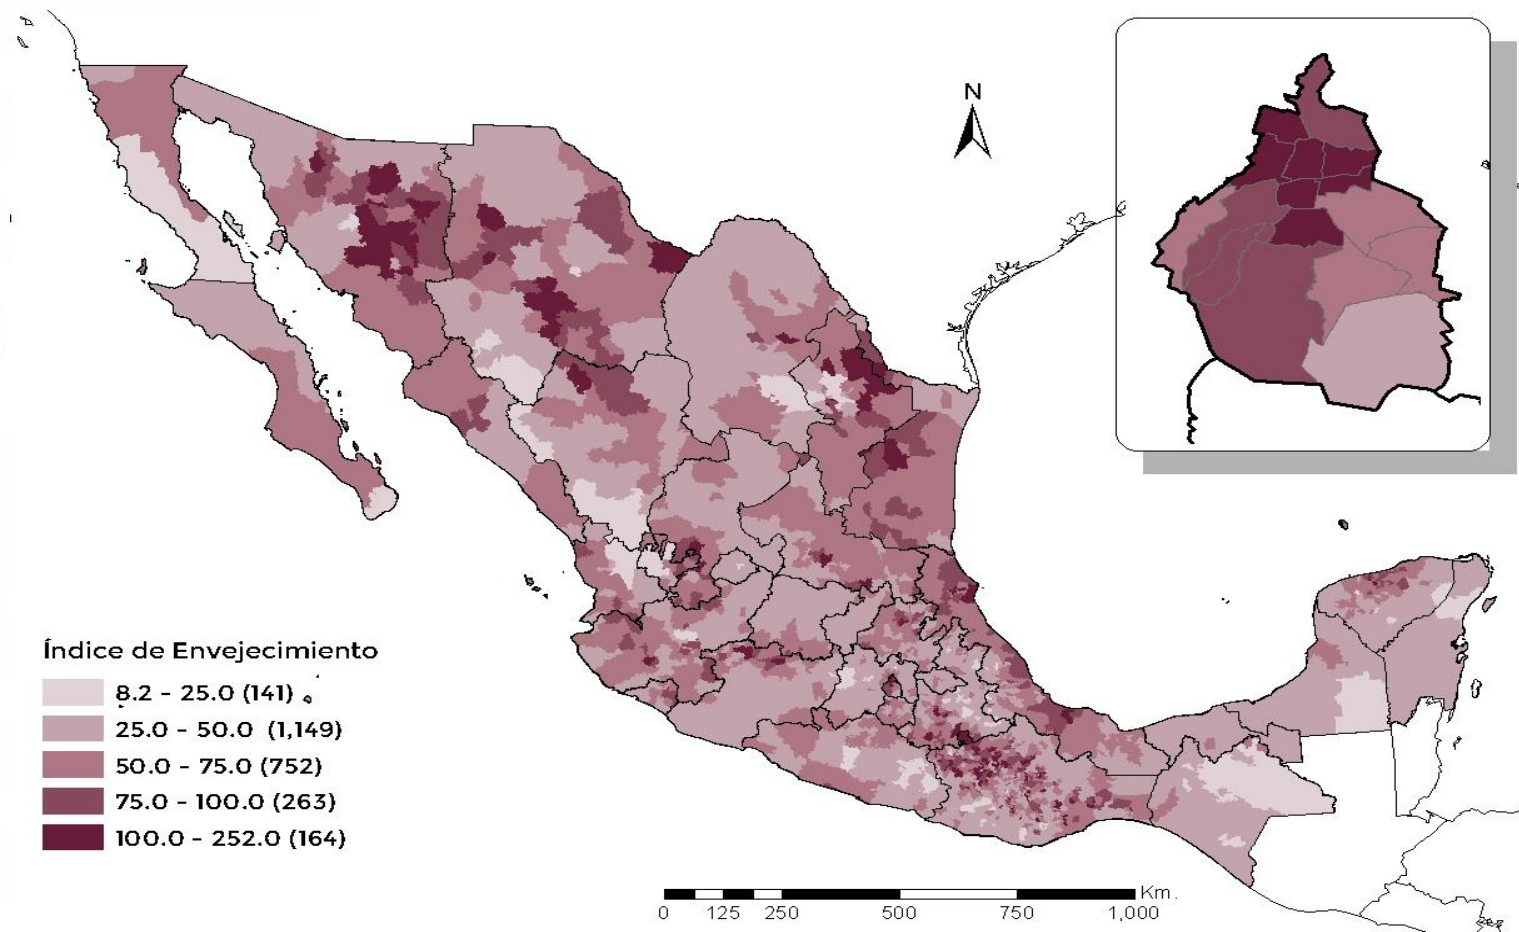 N
Índice de Envejecimiento
8.2 - 25.0 (141)
25.0 - 50.0 (1,149)
50.0 - 75.0 (752)
75.0 - 100.0 (263)
100.0 - 252.0 (164)
Km.
0 125 250 500 750 1,000